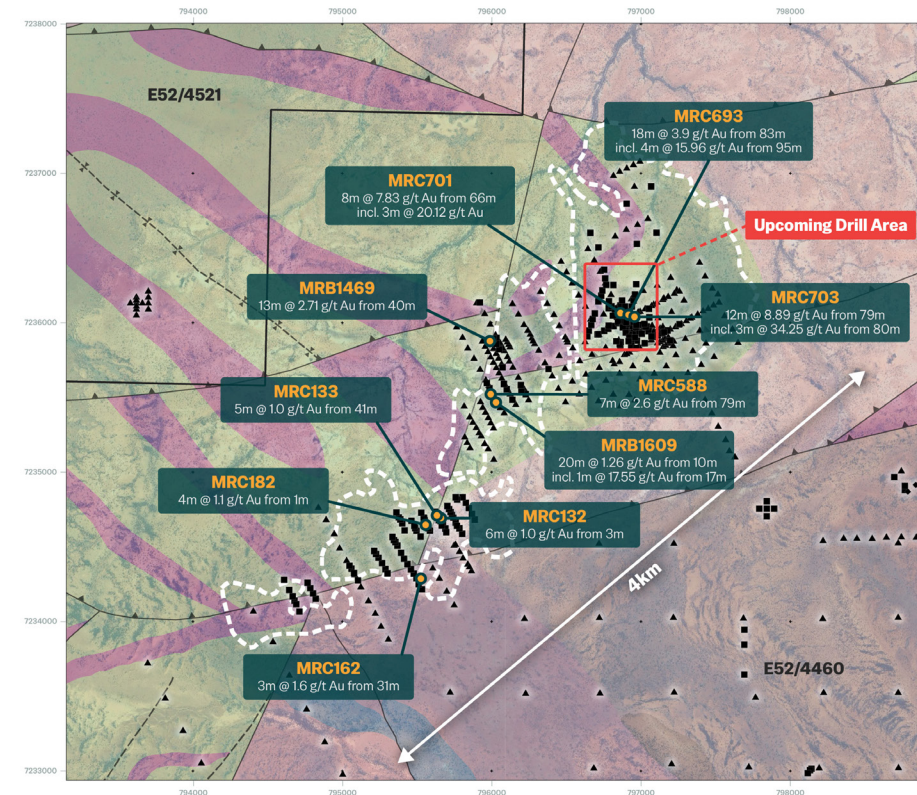 794000
795000
796000
797000
798000
7238000
E52/4521
MRC693
18m @ 3.9 g/t Au from 83m
incl. 4m @ 15.96 g/t Au from 95m
7237000
MRC701
8m @ 7.83 g/t Au from 66m
incl. 3m @ 20.12 g/t Au
Upcoming Drill Area
MRB1469
13m @ 2.71 g/t Au from 40m
MRC703
12m @ 8.89 g/t Au from 79m
incl. 3m @ 34.25 g/t Au from 80m
7236000
MRC133
5m @ 1.0 g/t Au from 41m
MRC588
7m @ 2.6 g/t Au from 79m
MRB1609
20m @ 1.26 g/t Au from 10m
incl. 1m @ 17.55 g/t Au from 17m
7235000
MRC182
4m @ 1.1 g/t Au from 1m
MRC132
6m @ 1.0 g/t Au from 3m
4km
7234000
MRC162
3m @ 1.6 g/t Au from 31m
E52/4460
7233000
794000
795000
796000
797000
798000